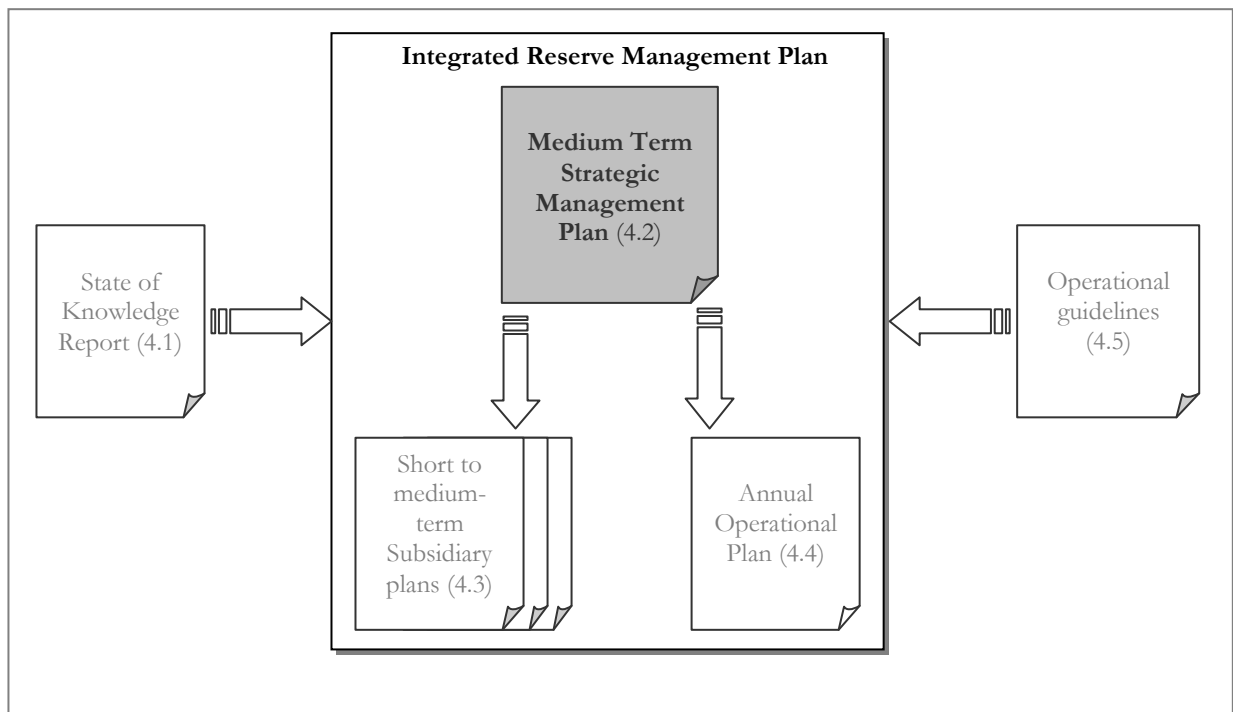 Integrated Reserve Management Plan
Medium Term
Strategic
Management
Plan (4.2)
State of
Knowledge
Report (4.1)
Operational
guidelines
(4.5)
Short to
medium-
term
Subsidiary
plans (4.3)
Annual
Operational
Plan (4.4)